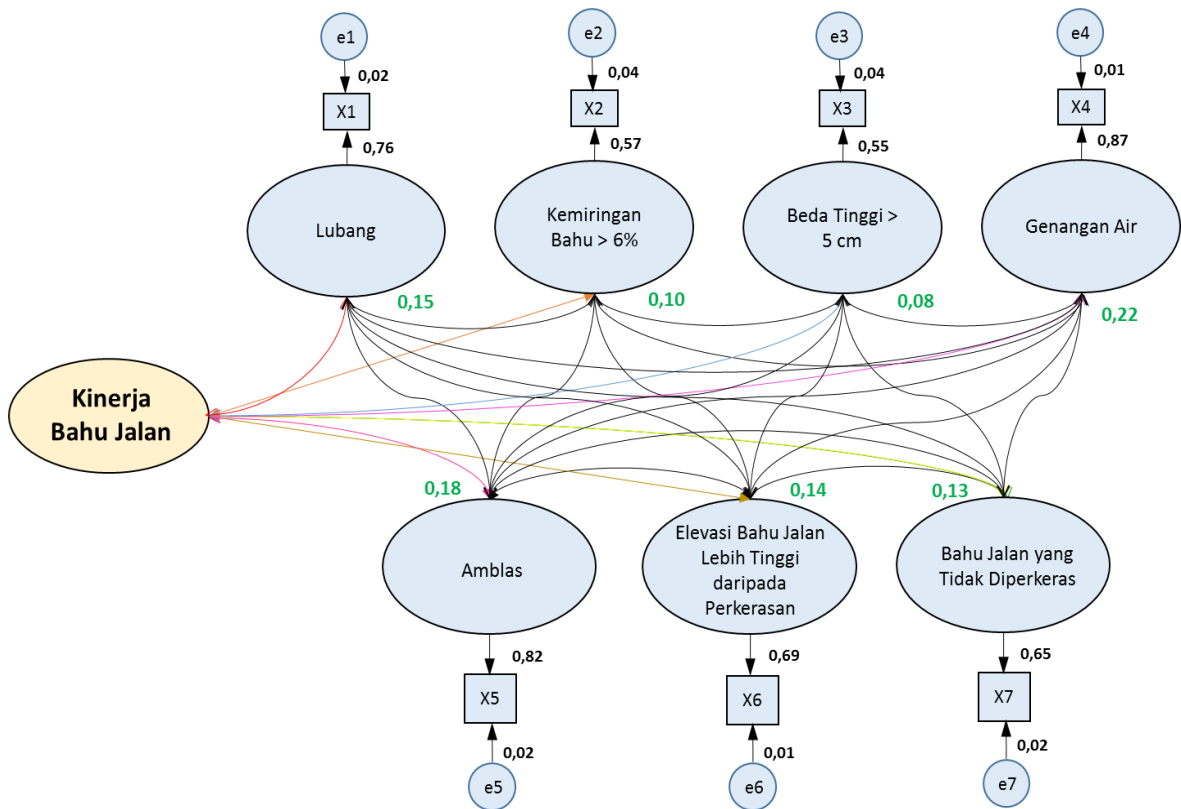 e1
e2
e3
e4
0,02
0,04
0,04
0,01
X1
X2
X3
X4
0,76
0,57
0,55
0,87
Lubang
Kemiringan
Bahu > 6%
Beda Tinggi >
5 cm
Genangan Air
0,15
0,10
0,08
0,22
Kinerja
Bahu Jalan
0,18
0,14
0,13
Amblas
Elevasi Bahu Jalan
Lebih Tinggi
daripada
Perkerasan
Bahu Jalan yang
Tidak Diperkeras
0,82
0,69
0,65
X5
X6
X7
0,02
0,01
0,02
e5
e6
e7